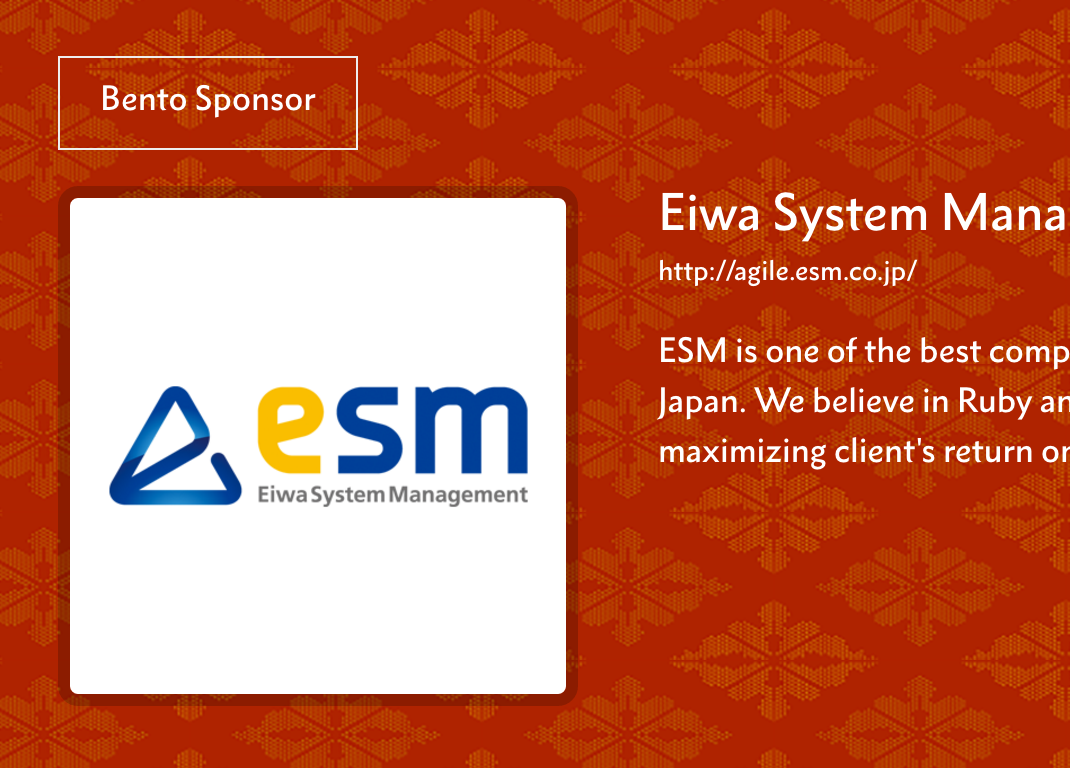 Bento Sponsor
esm
Eiwa System Management
Eiwa System Mana
http://agile.esm.co.jp/
ESM is one of the best comp
Japan. We believe in Ruby an
maximizing client's return on